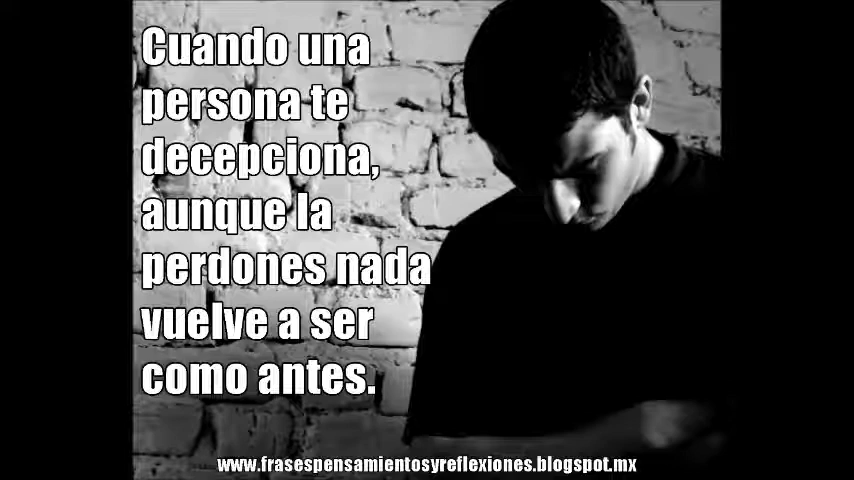 Cuando una
persona te
decepciona,
aunque la
perdones nada
vuelve a ser
como antes.
www.frasespensamientosyreflexiones.blogspot.mx